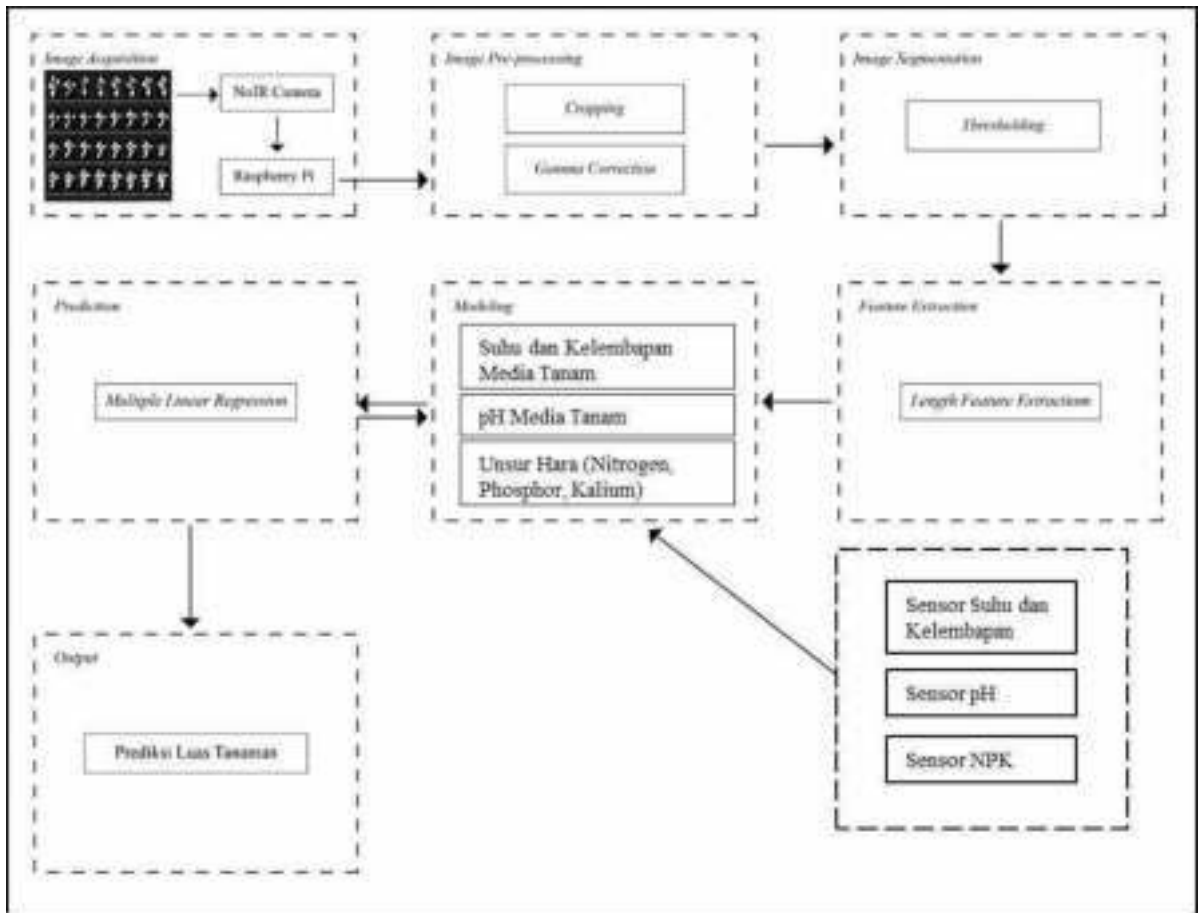 Image Acquisition
NoIR Camera
Raspberry Pi
Image Pre-processing
Cropping
Gamma Correction
Image Segmentation
Thresholding
Prediction
Multiple Linear Regression
Modeling
Suhu dan Kelembapan
Media Tanam
pH Media Tanam
Unsur Hara (Nitrogen,
Phosphor, Kalium)
Feature Extraction
Length Feature Extractions
Sensor Suhu dan
Kelembapan
Sensor pH
Sensor NPK
Output
Prediksi Luas Tanaman